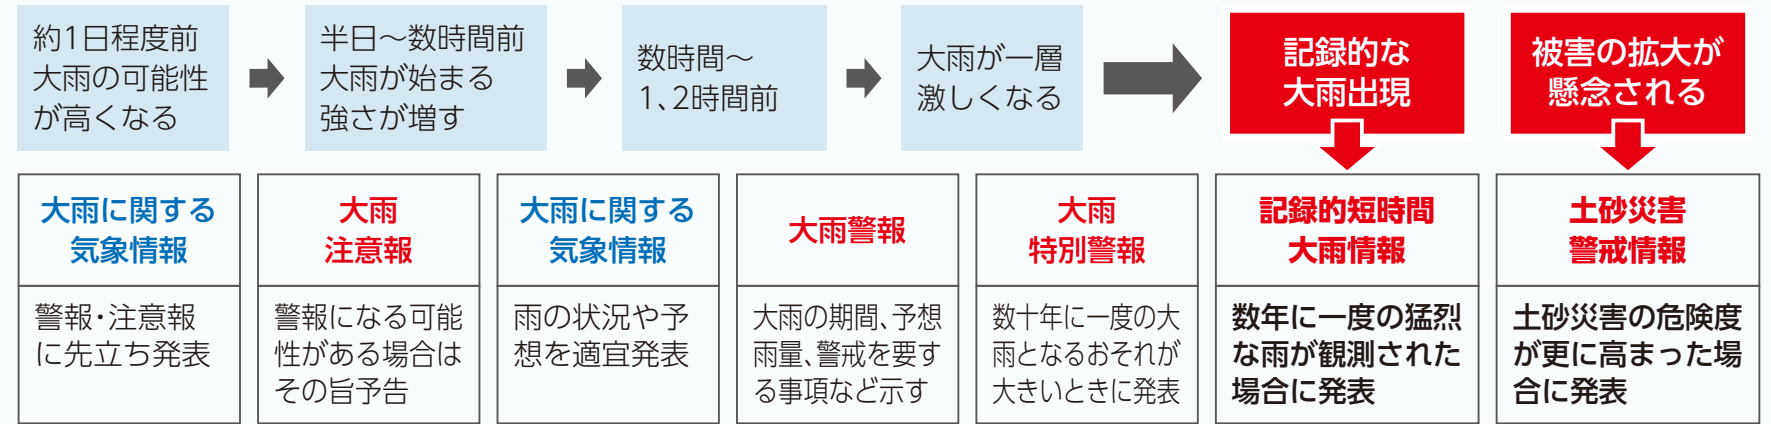 約1日程度前
大雨の可能性
が高くなる
半日～数時間前
大雨が始まる
強さが増す
数時間～
1、2時間前
大雨が一層
激しくなる
記録的な
大雨出現
被害の拡大が
懸念される
大雨に関する
気象情報
警報・注意報
に先立ち発表
大雨
注意報
警報になる可能
性がある場合は
その旨予告
大雨に関する
気象情報
雨の状況や予
想を適宜発表
大雨警報
大雨の期間、予想
雨量、警戒を要す
る事項など示す
大雨
特別警報
数十年に一度の大
雨となるおそれが
大きいときに発表
記録的短時間
大雨情報
数年に一度の猛烈
な雨が観測された
場合に発表
土砂災害
警戒情報
土砂災害の危険度
が更に高まった場
合に発表